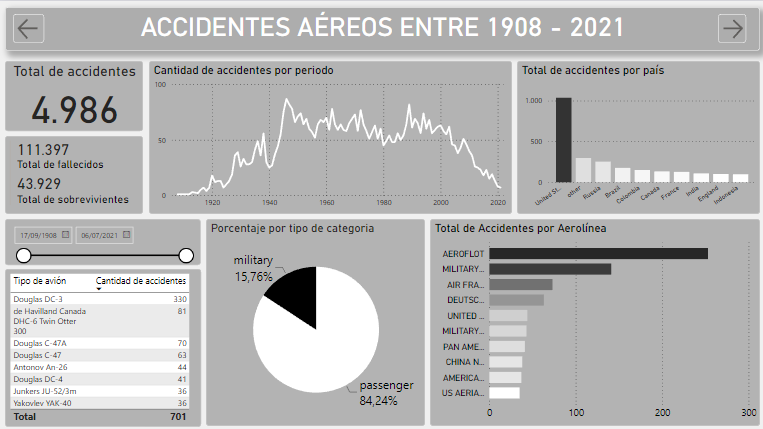 ACCIDENTES AÉREOS ENTRE 1908 - 2021
Total de accidentes
4.986
111.397
Total de fallecidos
43.929
Total de sobrevivientes
Cantidad de accidentes por periodo
100
50
0
1920
1940
1960
1980
2000
2020
Total de accidentes por país
1.000
500
0
United St...
other
Russia
Brazil
Colombia
Canada
France
India
England
Indonesia
17/09/1908
06/07/2021
Tipo de avión Cantidad de accidentes
Douglas DC-3 330
de Havilland Canada 81
DHC-6 Twin Otter
300
Douglas C-47A 70
Douglas C-47 63
Antonov An-26 44
Douglas DC-4 41
Junkers JU-52/3m 36
Yakovlev YAK-40 36
Total 701
Porcentaje por tipo de categoria
military
15,76%
passenger
84,24%
Total de Accidentes por Aerolínea
AEROFLOT
MILITARY...
AIR FRA...
DEUTSC...
UNITED ...
MILITARY...
PAN AME...
CHINA N...
AMERICA...
US AERIA...
0
100
200
300